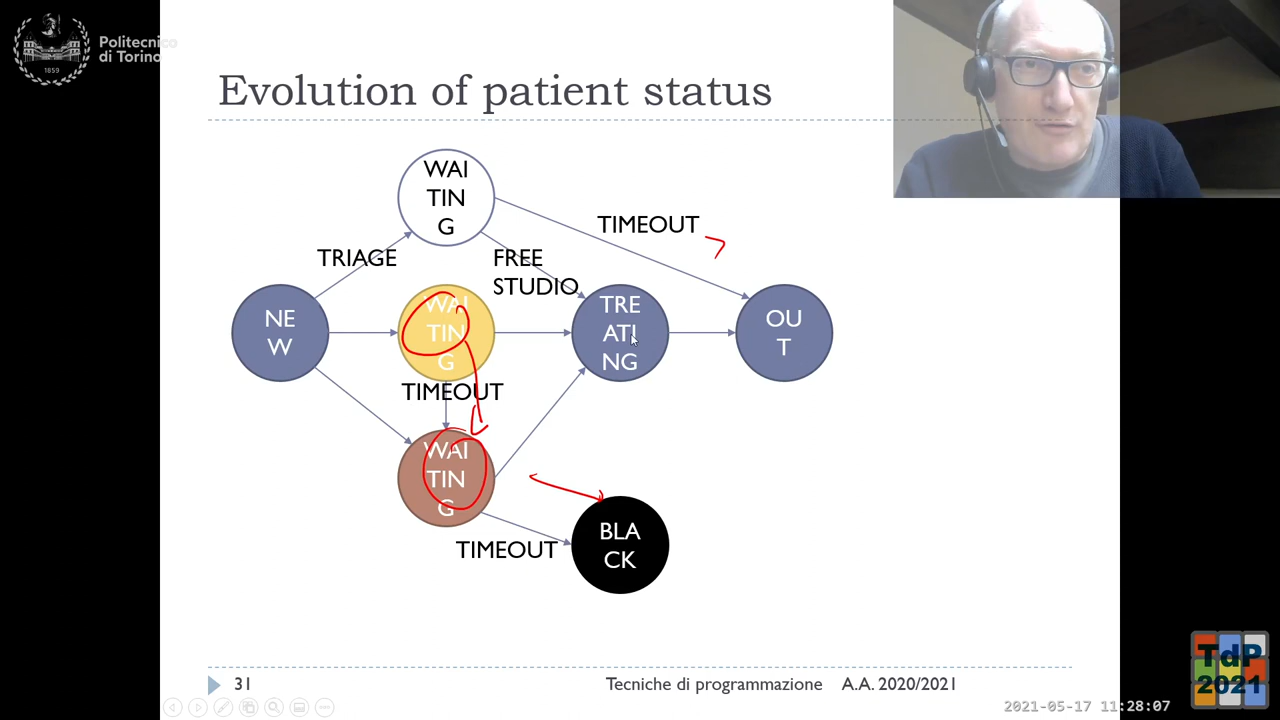 Politecnico
di Torino
1859
Evolution of patient status
WAI
TIN
G
TIMEOUT
TRIAGE
FREE
STUDIO
NE
W
WAI
TIN
G
TRE
ATI
NG
OU
T
TIMEOUT
WAI
TIN
G
BLA
CK
TIMEOUT
31
Tecniche di programmazione A.A. 2020/2021
TdP
2021
2021-05-17 11:28:07